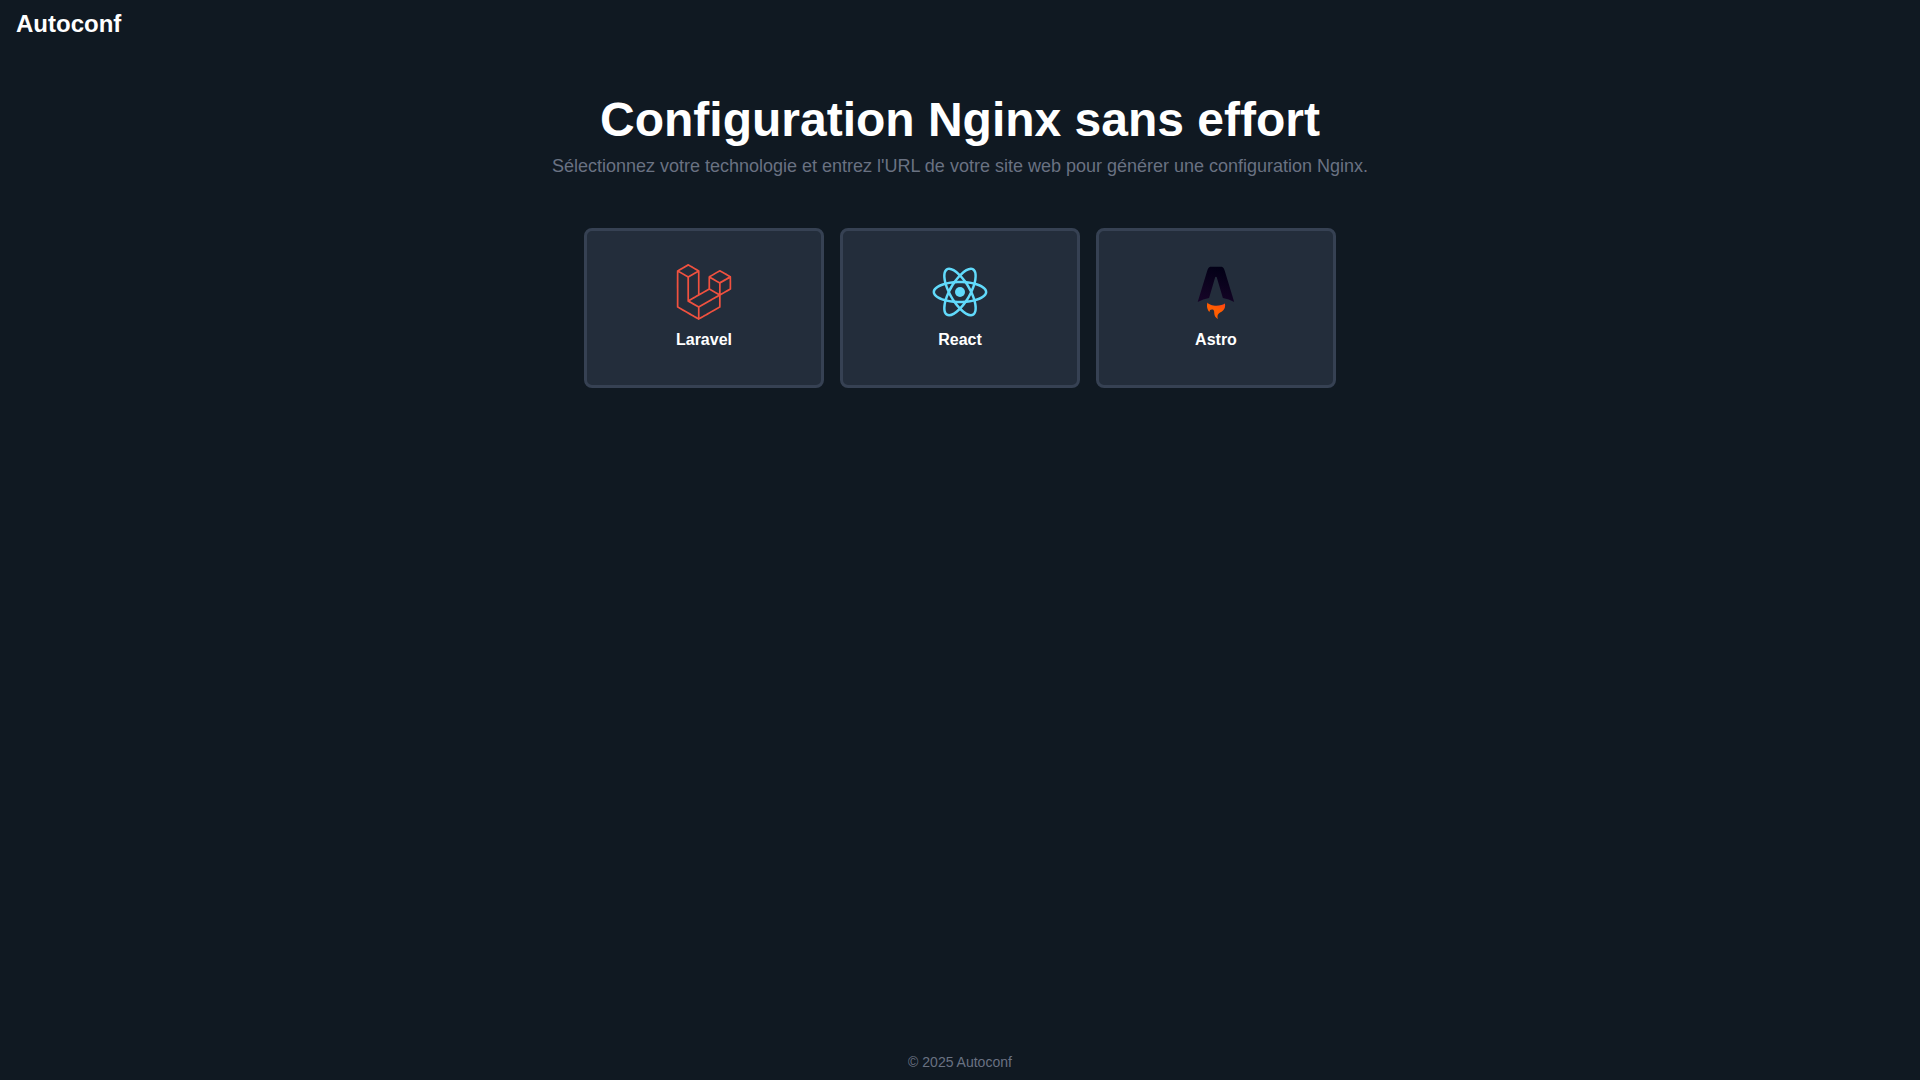 Autoconf
Configuration Nginx sans effort
Sélectionnez votre technologie et entrez l'URL de votre site web pour générer une configuration Nginx.
Laravel
React
Astro
© 2025 Autoconf